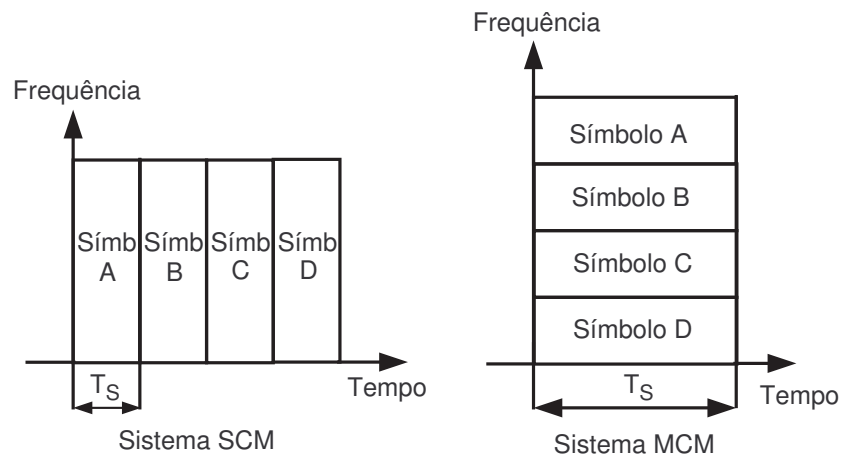 Frequência
Símb A
Símb B
Símb C
Símb D
T_S
Tempo
Sistema SCM
Frequência
Símbolo A
Símbolo B
Símbolo C
Símbolo D
T_S
Tempo
Sistema MCM